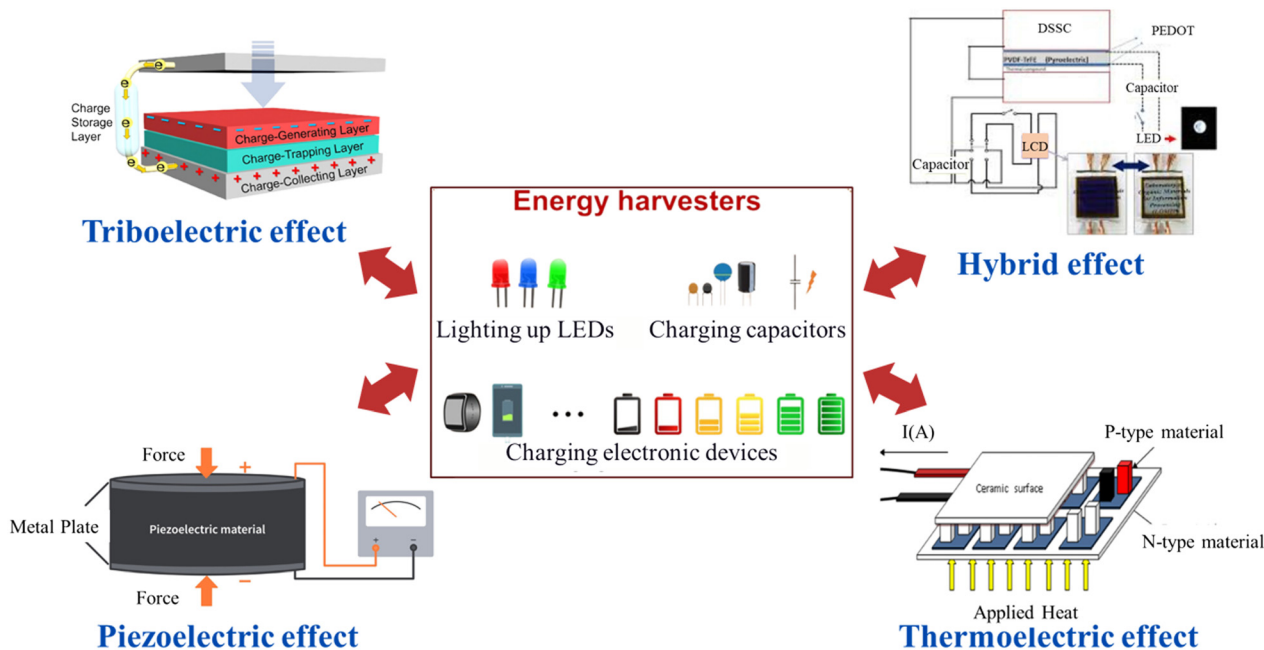 Charge
Storage
Layer
e
e
e
e
e
Charge-Generating Layer
Charge-Trapping Layer
Charge-Collecting Layer
Triboelectric effect
DSSC
PEDOT
PVDF-TrFE (Pyroelectric)
Thermal compound
Capacitor
LED
LCD
Capacitor
Hybrid effect
Energy harvesters
Lighting up LEDs
Charging capacitors
...
Charging electronic devices
Force
+
Metal Plate
Piezoelectric material
+ −
−
Force
Piezoelectric effect
I(A)
P-type material
Ceramic surface
N-type material
Applied Heat
Thermoelectric effect